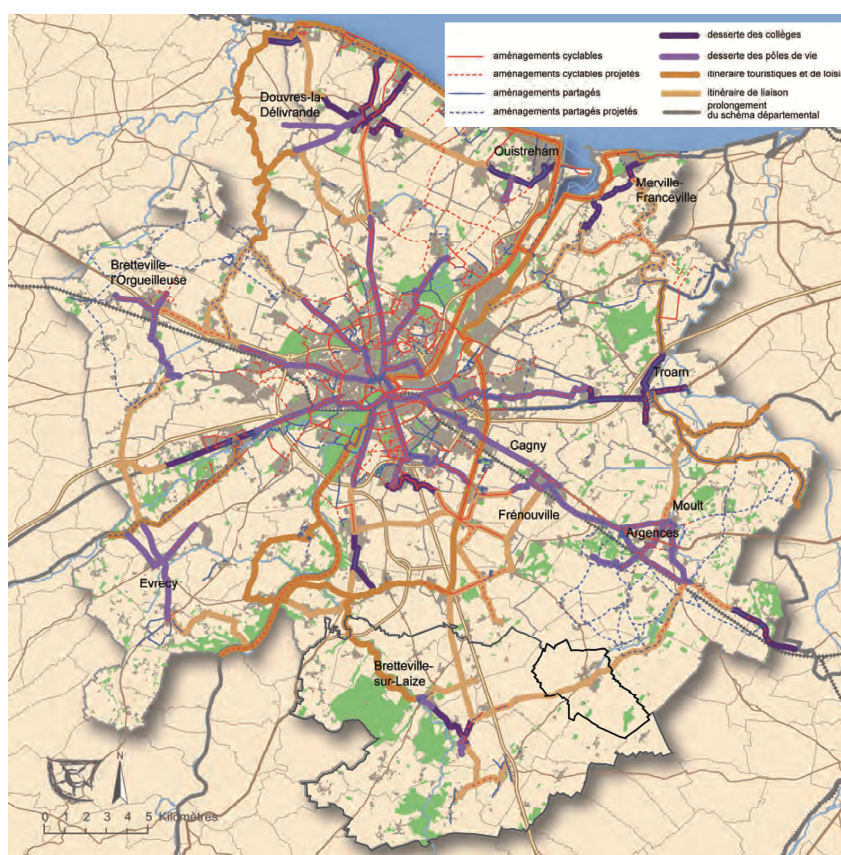 aménagements cyclables
aménagements cyclables projetés
aménagements partagés
aménagements partagés projetés
desserte des collèges
desserte des pôles de vie
itinéraire touristiques et de loisi
itinéraire de liaison
prolongement
du schéma départemental
Douvres-la
Délivrande
Ouistreham
Merville-
Franceville
Bretteville
-l'Orgueilleuse
Troarn
Cagny
Frénouville
Moult
Argences
Evrecy
Bretteville-
sur-Laize
N
0 1 2 3 4 5 Kilomètres